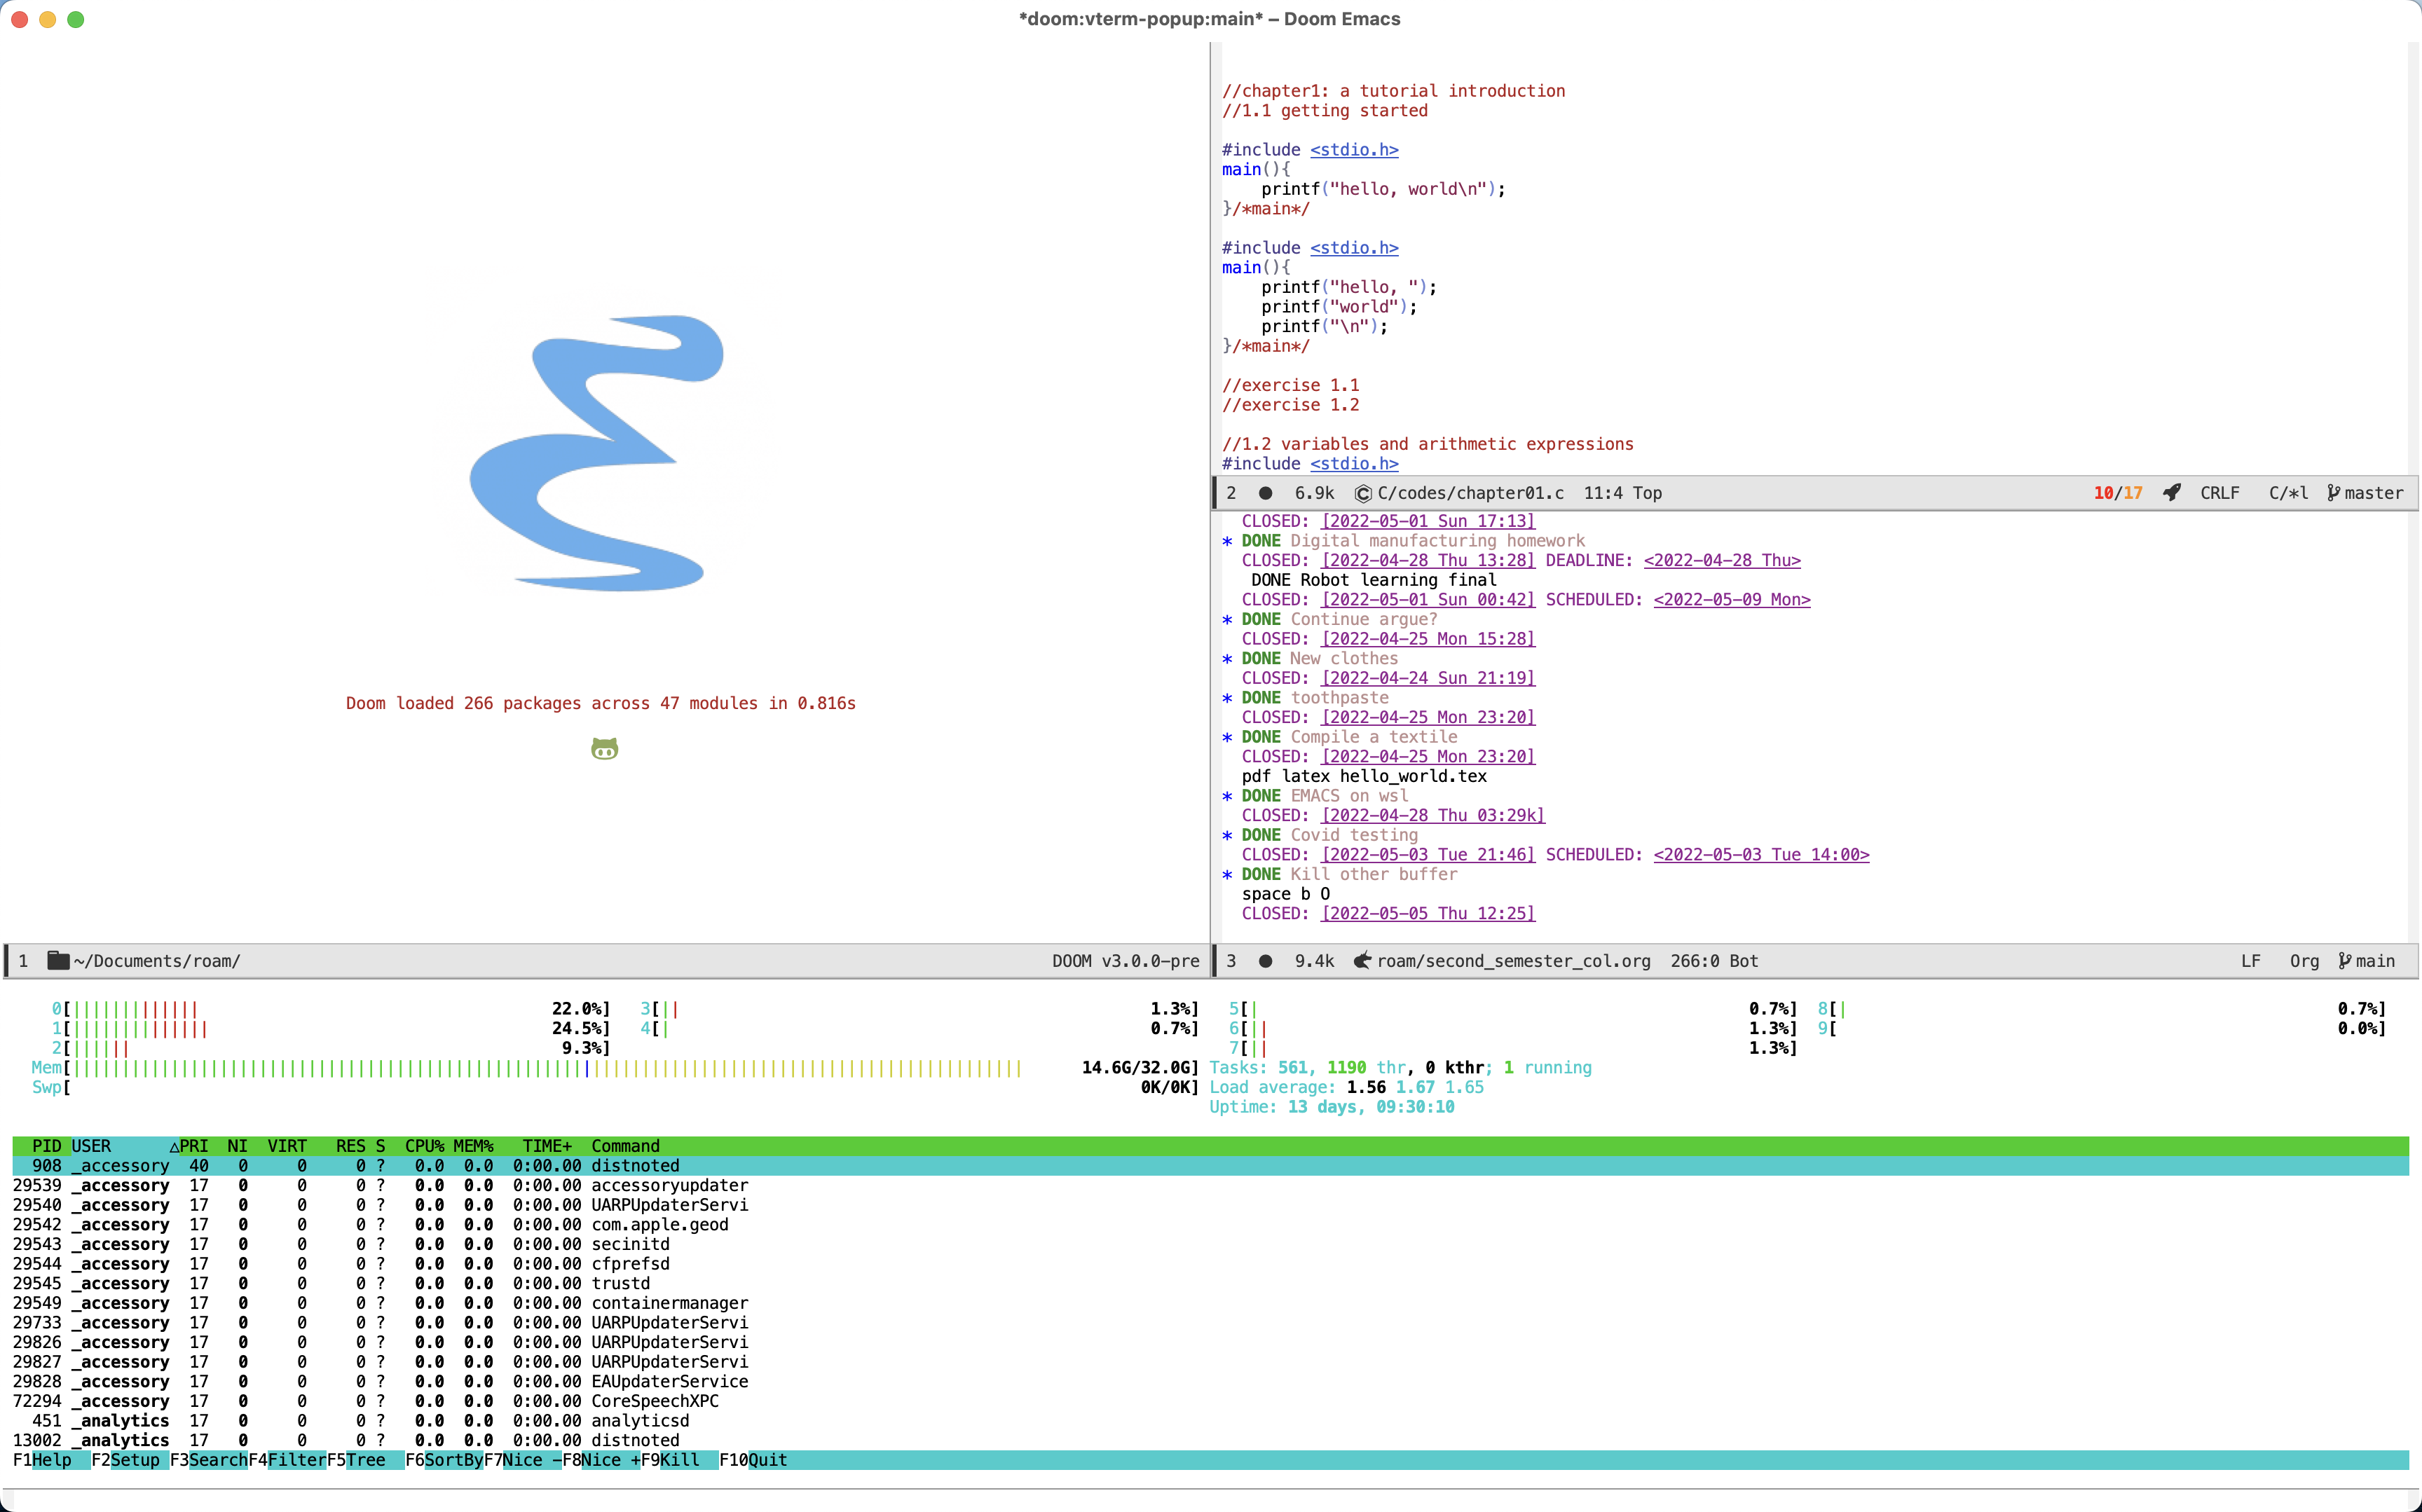 *doom:vterm-popup:main* – Doom Emacs
Doom loaded 266 packages across 47 modules in 0.816s
1 ~/Documents/roam/ DOOM v3.0.0-pre
//chapter1: a tutorial introduction
//1.1 getting started
#include <stdio.h>
main(){
    printf("hello, world\n");
}/*main*/
#include <stdio.h>
main(){
    printf("hello, ");
    printf("world");
    printf("\n");
}/*main*/
//exercise 1.1
//exercise 1.2
//1.2 variables and arithmetic expressions
#include <stdio.h>
2 ● 6.9k C/codes/chapter01.c 11:4 Top 10/17 CRLF C/*l master
CLOSED: [2022-05-01 Sun 17:13]
* DONE Digital manufacturing homework
CLOSED: [2022-04-28 Thu 13:28] DEADLINE: <2022-04-28 Thu>
DONE Robot learning final
CLOSED: [2022-05-01 Sun 00:42] SCHEDULED: <2022-05-09 Mon>
* DONE Continue argue?
CLOSED: [2022-04-25 Mon 15:28]
* DONE New clothes
CLOSED: [2022-04-24 Sun 21:19]
* DONE toothpaste
CLOSED: [2022-04-25 Mon 23:20]
* DONE Compile a textile
CLOSED: [2022-04-25 Mon 23:20]
pdf latex hello_world.tex
* DONE EMACS on wsl
CLOSED: [2022-04-28 Thu 03:29k]
* DONE Covid testing
CLOSED: [2022-05-03 Tue 21:46] SCHEDULED: <2022-05-03 Tue 14:00>
* DONE Kill other buffer
space b O
CLOSED: [2022-05-05 Thu 12:25]
3 ● 9.4k roam/second_semester_col.org 266:0 Bot LF Org main
0[||||||||||||| 22.0%] 3[|| 1.3%] 5[| 0.7%] 8[| 0.7%]
1[|||||||||||||| 24.5%] 4[| 0.7%] 6[|| 1.3%] 9[ 0.0%]
2[|||||| 9.3%] 7[|| 1.3%]
Mem[||||||||||||||||||||||||||||||||||||||||||||||||||||||||||||||||||||||||||||||||||||||||||||||||| 14.6G/32.0G] Tasks: 561, 1190 thr, 0 kthr; 1 running
Swp[ 0K/0K] Load average: 1.56 1.67 1.65
Uptime: 13 days, 09:30:10
PID USER △PRI NI VIRT RES S CPU% MEM% TIME+ Command
908 _accessory 40 0 0 0 ? 0.0 0.0 0:00.00 distnoted
29539 _accessory 17 0 0 0 ? 0.0 0.0 0:00.00 accessoryupdater
29540 _accessory 17 0 0 0 ? 0.0 0.0 0:00.00 UARPUpdaterServi
29542 _accessory 17 0 0 0 ? 0.0 0.0 0:00.00 com.apple.geod
29543 _accessory 17 0 0 0 ? 0.0 0.0 0:00.00 secinitd
29544 _accessory 17 0 0 0 ? 0.0 0.0 0:00.00 cfprefsd
29545 _accessory 17 0 0 0 ? 0.0 0.0 0:00.00 trustd
29549 _accessory 17 0 0 0 ? 0.0 0.0 0:00.00 containermanager
29733 _accessory 17 0 0 0 ? 0.0 0.0 0:00.00 UARPUpdaterServi
29826 _accessory 17 0 0 0 ? 0.0 0.0 0:00.00 UARPUpdaterServi
29827 _accessory 17 0 0 0 ? 0.0 0.0 0:00.00 UARPUpdaterServi
29828 _accessory 17 0 0 0 ? 0.0 0.0 0:00.00 EAUpdaterService
72294 _accessory 17 0 0 0 ? 0.0 0.0 0:00.00 CoreSpeechXPC
451 _analytics 17 0 0 0 ? 0.0 0.0 0:00.00 analyticsd
13002 _analytics 17 0 0 0 ? 0.0 0.0 0:00.00 distnoted
F1Help F2Setup F3SearchF4FilterF5Tree F6SortByF7Nice -F8Nice +F9Kill F10Quit